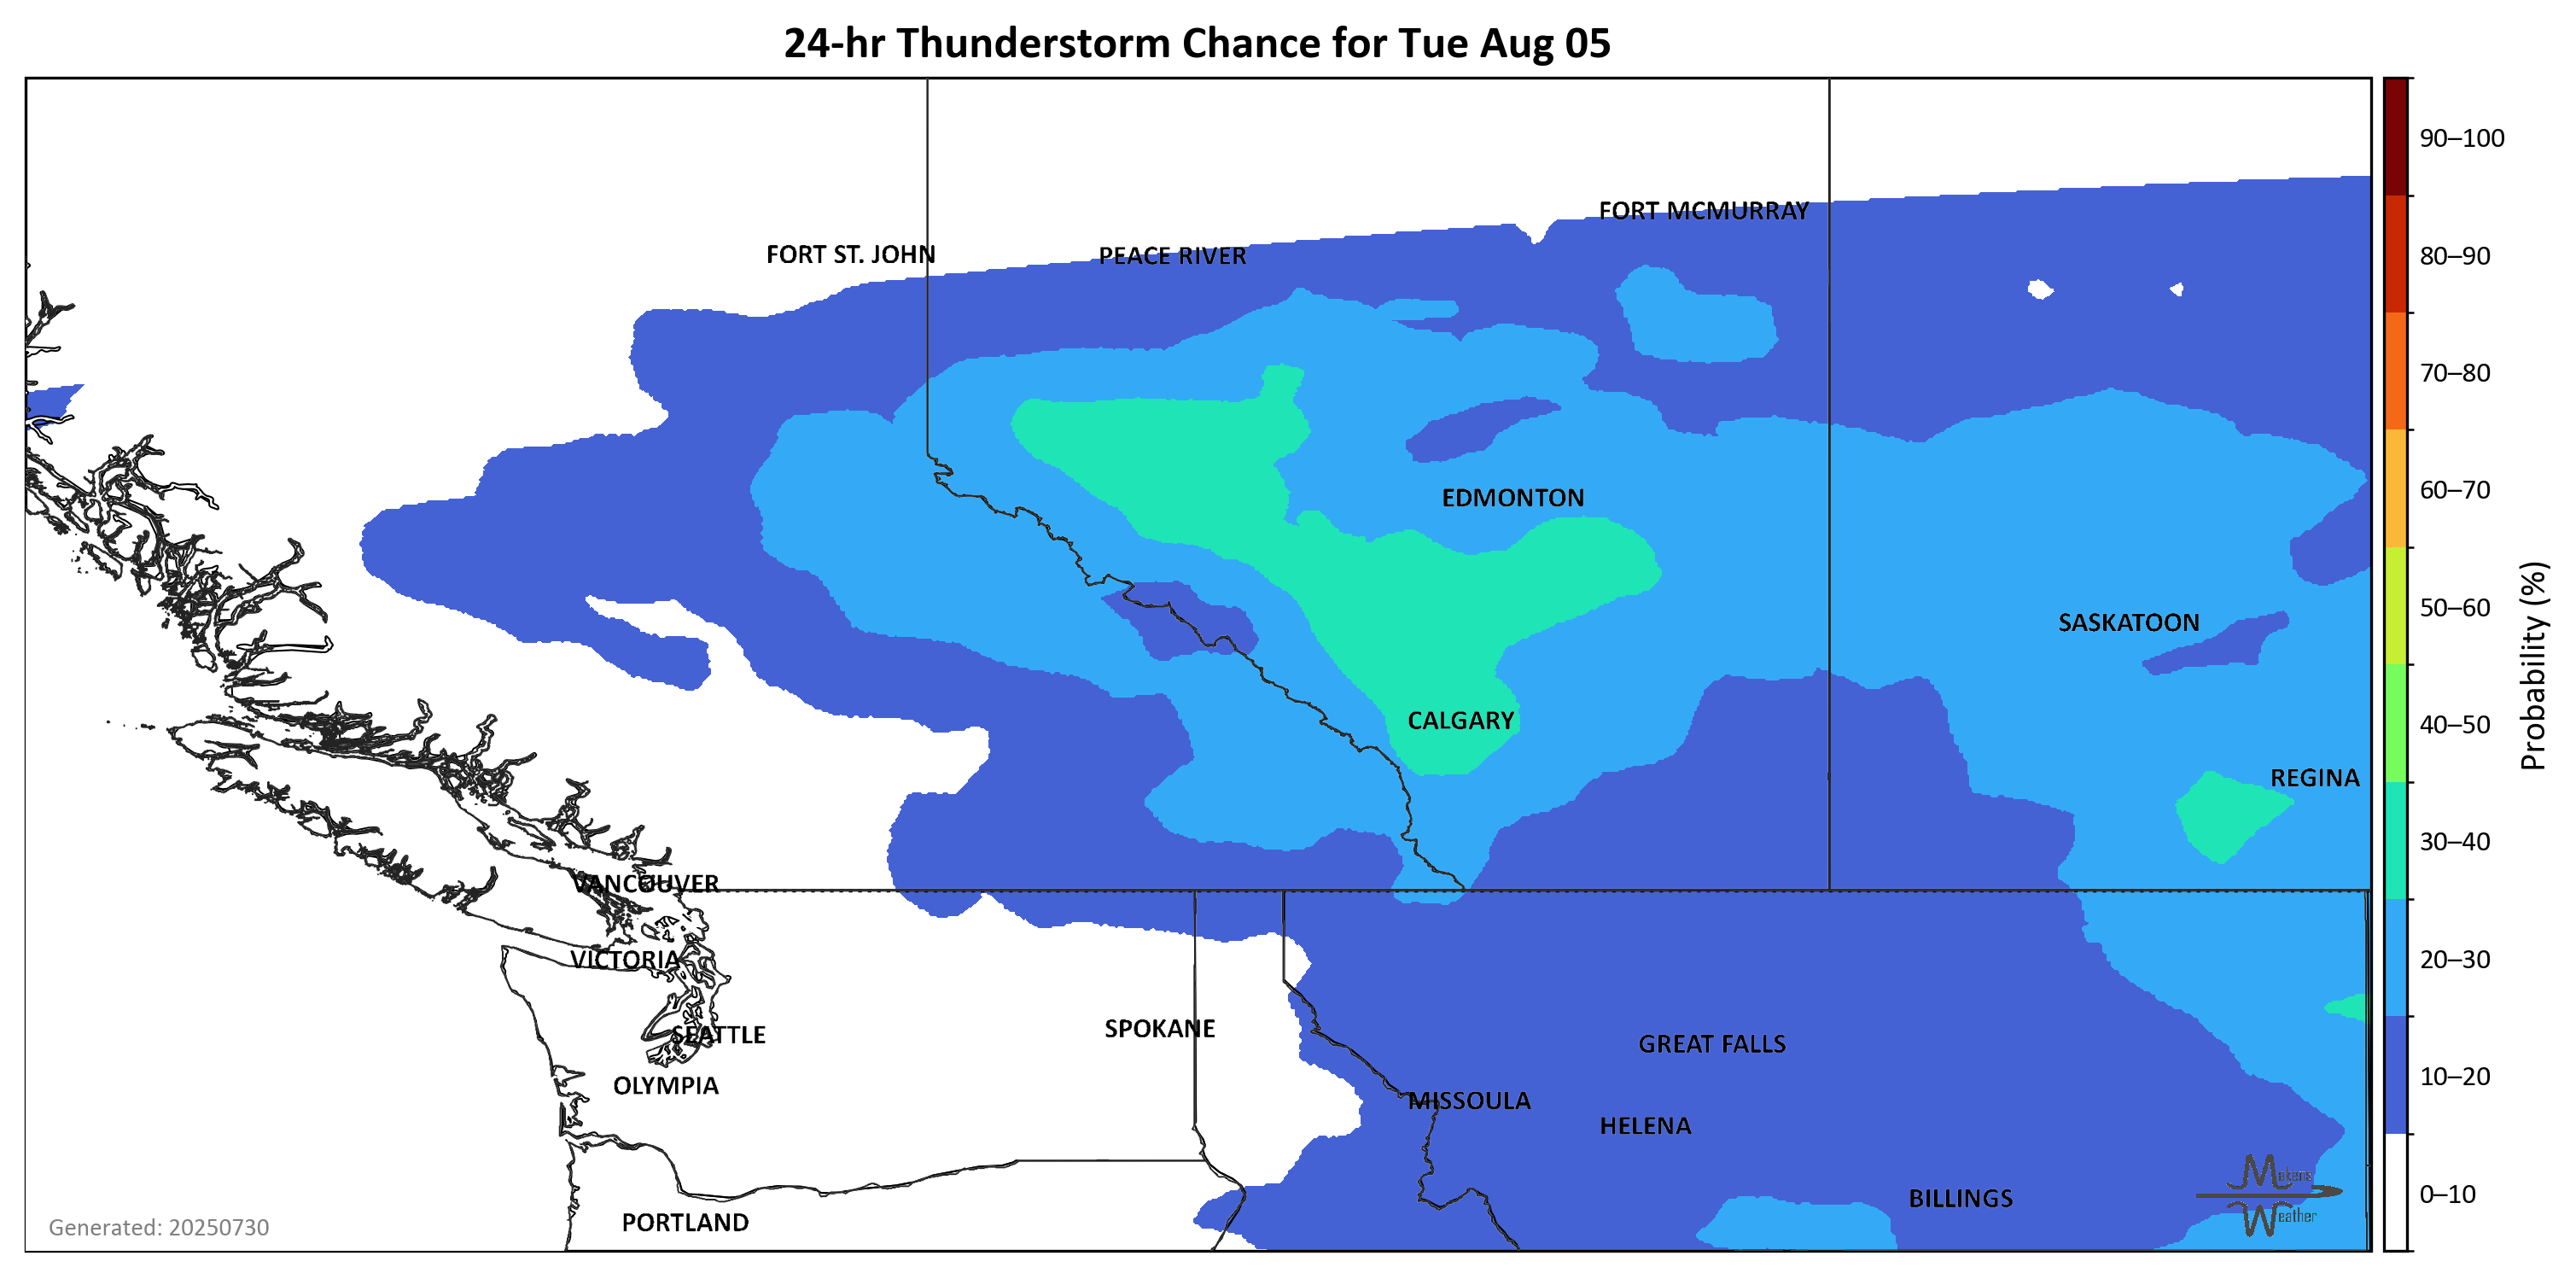 24-hr Thunderstorm Chance for Tue Aug 05
FORT MCMURRAY
FORT ST. JOHN
PEACE RIVER
EDMONTON
SASKATOON
CALGARY
REGINA
VANCOUVER
VICTORIA
SEATTLE
SPOKANE
GREAT FALLS
OLYMPIA
MISSOULA
HELENA
BILLINGS
PORTLAND
Generated: 20250730
Mekens
Weather
90–100
80–90
70–80
60–70
50–60
40–50
30–40
20–30
10–20
0–10
Probability (%)